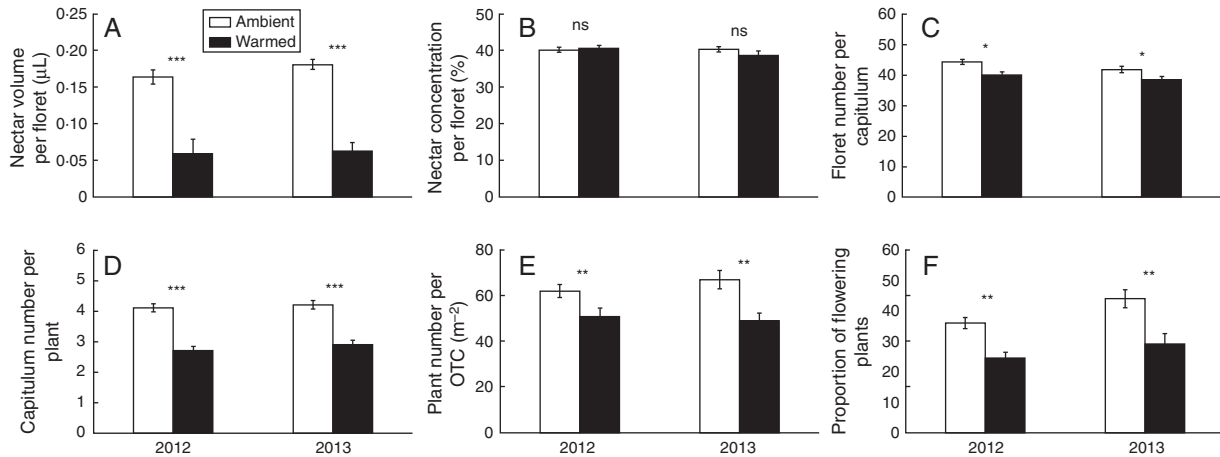 A
Ambient
Warmed
Nectar volume
per floret (μL)
0·25
0·20
0·15
0·10
0·05
0
***
***
B
Nectar concentration
per floret (%)
50
40
30
20
10
0
ns
ns
C
Floret number per
capitulum
60
50
40
30
20
10
0
*
*
D
Capitulum number per
plant
6
5
4
3
2
1
0
***
***
2012
2013
E
Plant number per
OTC (m⁻²)
80
60
40
20
0
**
**
2012
2013
F
Proportion of flowering
plants
60
50
40
30
20
10
0
**
**
2012
2013